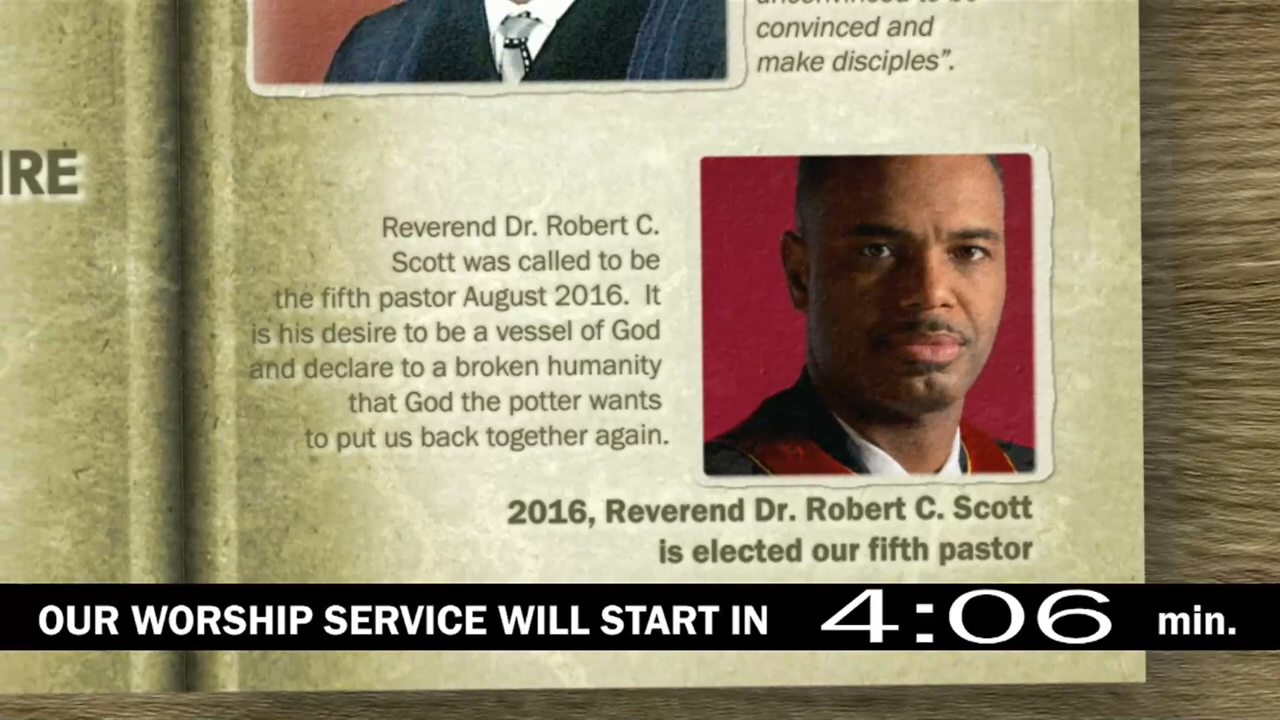 convinced and
make disciples”.
IRE
Reverend Dr. Robert C.
Scott was called to be
the fifth pastor August 2016. It
is his desire to be a vessel of God
and declare to a broken humanity
that God the potter wants
to put us back together again.
2016, Reverend Dr. Robert C. Scott
is elected our fifth pastor
OUR WORSHIP SERVICE WILL START IN 4:06 min.